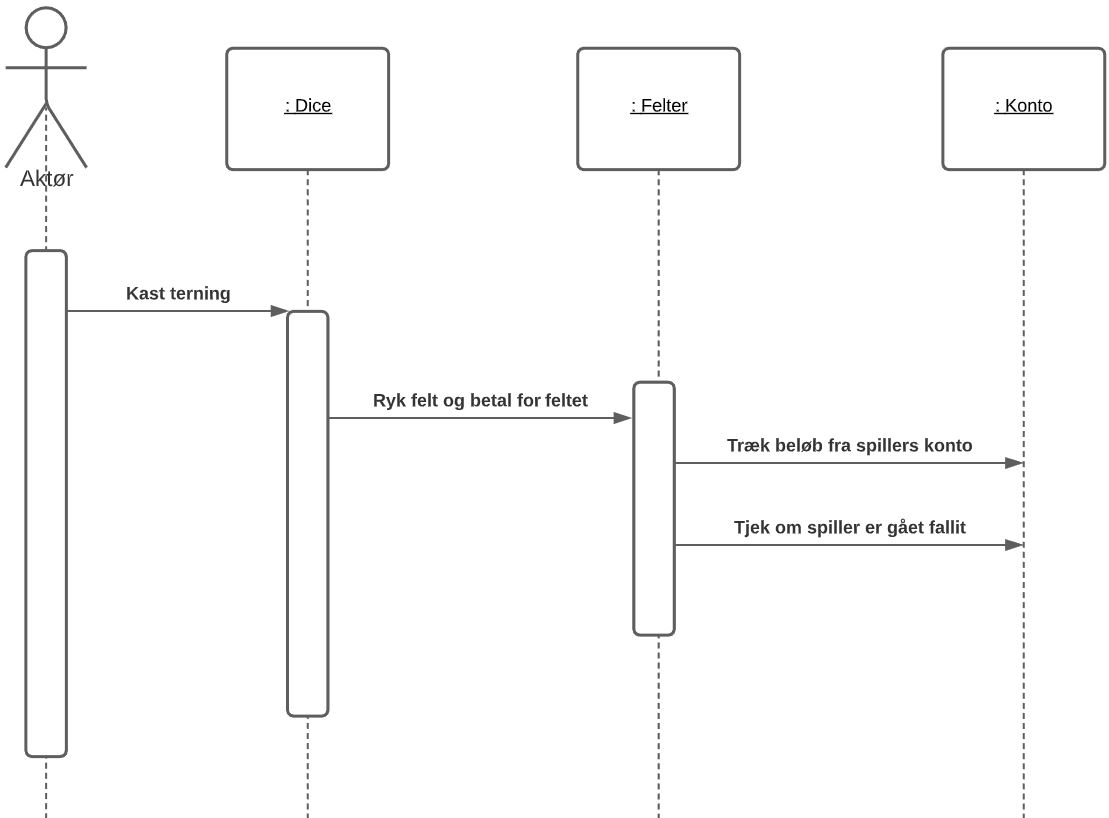 : Dice
: Felter
: Konto
Aktør
Kast terning
Ryk felt og betal for feltet
Træk beløb fra spillers konto
Tjek om spiller er gået fallit